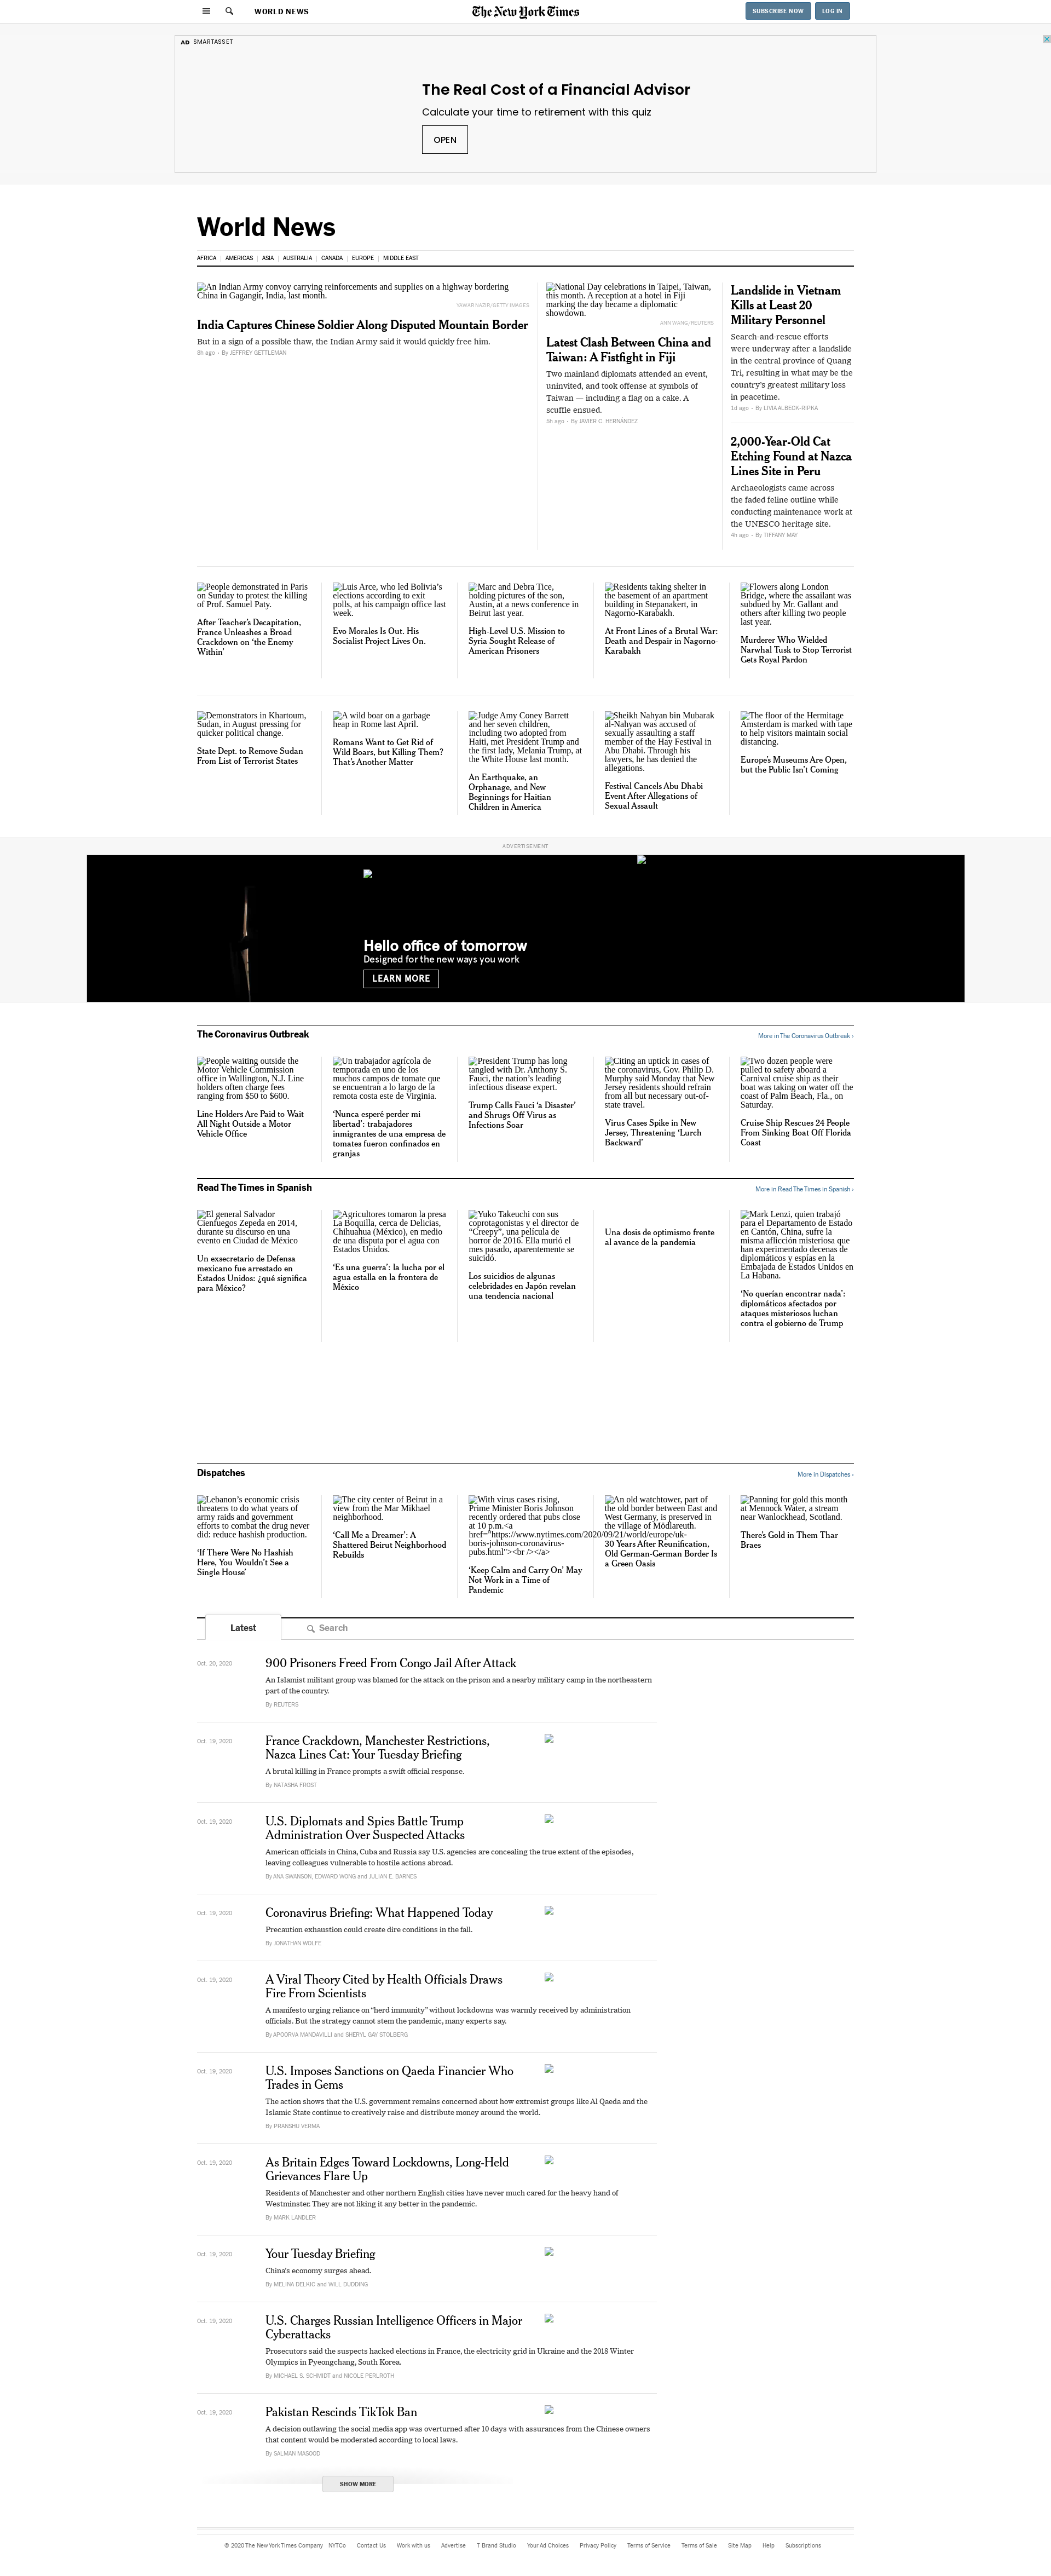 WORLD NEWS
The New York Times
SUBSCRIBE NOW
LOG IN
AD SMARTASSET
The Real Cost of a Financial Advisor
Calculate your time to retirement with this quiz
OPEN
World News
AFRICA
AMERICAS
ASIA
AUSTRALIA
CANADA
EUROPE
MIDDLE EAST
An Indian Army convoy carrying reinforcements and supplies on a highway bordering
China in Gagangir, India, last month.
YAWAR NAZIR/GETTY IMAGES
India Captures Chinese Soldier Along Disputed Mountain Border
But in a sign of a possible thaw, the Indian Army said it would quickly free him.
8h ago • By JEFFREY GETTLEMAN
National Day celebrations in Taipei, Taiwan,
this month. A reception at a hotel in Fiji
marking the day became a diplomatic
showdown.
ANN WANG/REUTERS
Latest Clash Between China and
Taiwan: A Fistfight in Fiji
Two mainland diplomats attended an event,
uninvited, and took offense at symbols of
Taiwan — including a flag on a cake. A
scuffle ensued.
5h ago • By JAVIER C. HERNÁNDEZ
Landslide in Vietnam
Kills at Least 20
Military Personnel
Search-and-rescue efforts
were underway after a landslide
in the central province of Quang
Tri, resulting in what may be the
country's greatest military loss
in peacetime.
1d ago • By LIVIA ALBECK-RIPKA
2,000-Year-Old Cat
Etching Found at Nazca
Lines Site in Peru
Archaeologists came across
the faded feline outline while
conducting maintenance work at
the UNESCO heritage site.
4h ago • By TIFFANY MAY
People demonstrated in Paris
on Sunday to protest the killing
of Prof. Samuel Paty.
After Teacher's Decapitation,
France Unleashes a Broad
Crackdown on 'the Enemy
Within'
Luis Arce, who led Bolivia's
elections according to exit
polls, at his campaign office last
week.
Evo Morales Is Out. His
Socialist Project Lives On.
Marc and Debra Tice,
holding pictures of the son,
Austin, at a news conference in
Beirut last year.
High-Level U.S. Mission to
Syria Sought Release of
American Prisoners
Residents taking shelter in
the basement of an apartment
building in Stepanakert, in
Nagorno-Karabakh.
At Front Lines of a Brutal War:
Death and Despair in Nagorno-
Karabakh
Flowers along London
Bridge, where the assailant was
subdued by Mr. Gallant and
others after killing two people
last year.
Murderer Who Wielded
Narwhal Tusk to Stop Terrorist
Gets Royal Pardon
Demonstrators in Khartoum,
Sudan, in August pressing for
quicker political change.
State Dept. to Remove Sudan
From List of Terrorist States
A wild boar on a garbage
heap in Rome last April.
Romans Want to Get Rid of
Wild Boars, but Killing Them?
That's Another Matter
Judge Amy Coney Barrett
and her seven children,
including two adopted from
Haiti, met President Trump and
the first lady, Melania Trump, at
the White House last month.
An Earthquake, an
Orphanage, and New
Beginnings for Haitian
Children in America
Sheikh Nahyan bin Mubarak
al-Nahyan was accused of
sexually assaulting a staff
member of the Hay Festival in
Abu Dhabi. Through his
lawyers, he has denied the
allegations.
Festival Cancels Abu Dhabi
Event After Allegations of
Sexual Assault
The floor of the Hermitage
Amsterdam is marked with tape
to help visitors maintain social
distancing.
Europe's Museums Are Open,
but the Public Isn't Coming
ADVERTISEMENT
Hello office of tomorrow
Designed for the new ways you work
LEARN MORE
The Coronavirus Outbreak
More in The Coronavirus Outbreak ›
People waiting outside the
Motor Vehicle Commission
office in Wallington, N.J. Line
holders often charge fees
ranging from $50 to $600.
Line Holders Are Paid to Wait
All Night Outside a Motor
Vehicle Office
Un trabajador agrícola de
temporada en uno de los
muchos campos de tomate que
se encuentran a lo largo de la
remota costa este de Virginia.
'Nunca esperé perder mi
libertad': trabajadores
inmigrantes de una empresa de
tomates fueron confinados en
granjas
President Trump has long
tangled with Dr. Anthony S.
Fauci, the nation's leading
infectious disease expert.
Trump Calls Fauci 'a Disaster'
and Shrugs Off Virus as
Infections Soar
Citing an uptick in cases of
the coronavirus, Gov. Philip D.
Murphy said Monday that New
Jersey residents should refrain
from all but necessary out-of-
state travel.
Virus Cases Spike in New
Jersey, Threatening 'Lurch
Backward'
Two dozen people were
pulled to safety aboard a
Carnival cruise ship as their
boat was taking on water off the
coast of Palm Beach, Fla., on
Saturday.
Cruise Ship Rescues 24 People
From Sinking Boat Off Florida
Coast
Read The Times in Spanish
More in Read The Times in Spanish ›
El general Salvador
Cienfuegos Zepeda en 2014,
durante su discurso en una
evento en Ciudad de México
Un exsecretario de Defensa
mexicano fue arrestado en
Estados Unidos: ¿qué significa
para México?
Agricultores tomaron la presa
La Boquilla, cerca de Delicias,
Chihuahua (México), en medio
de una disputa por el agua con
Estados Unidos.
'Es una guerra': la lucha por el
agua estalla en la frontera de
México
Yuko Takeuchi con sus
coprotagonistas y el director de
"Creepy", una película de
horror de 2016. Ella murió el
mes pasado, aparentemente se
suicidó.
Los suicidios de algunas
celebridades en Japón revelan
una tendencia nacional
Una dosis de optimismo frente
al avance de la pandemia
Mark Lenzi, quien trabajó
para el Departamento de Estado
en Cantón, China, sufre la
misma aflicción misteriosa que
han experimentado decenas de
diplomáticos y espías en la
Embajada de Estados Unidos en
La Habana.
'No querían encontrar nada':
diplomáticos afectados por
ataques misteriosos luchan
contra el gobierno de Trump
Dispatches
More in Dispatches ›
Lebanon's economic crisis
threatens to do what years of
army raids and government
efforts to combat the drug never
did: reduce hashish production.
'If There Were No Hashish
Here, You Wouldn't See a
Single House'
The city center of Beirut in a
view from the Mar Mikhael
neighborhood.
'Call Me a Dreamer': A
Shattered Beirut Neighborhood
Rebuilds
With virus cases rising,
Prime Minister Boris Johnson
recently ordered that pubs close
at 10 p.m.<a
href="https://www.nytimes.com/2020/09/21/world/europe/uk-
boris-johnson-coronavirus-
pubs.html"><br /></a>
'Keep Calm and Carry On' May
Not Work in a Time of
Pandemic
An old watchtower, part of
the old border between East and
West Germany, is preserved in
the village of Mödlareuth.
30 Years After Reunification,
Old German-German Border Is
a Green Oasis
Panning for gold this month
at Mennock Water, a stream
near Wanlockhead, Scotland.
There's Gold in Them Thar
Braes
Latest
Search
Oct. 20, 2020
900 Prisoners Freed From Congo Jail After Attack
An Islamist militant group was blamed for the attack on the prison and a nearby military camp in the northeastern
part of the country.
By REUTERS
Oct. 19, 2020
France Crackdown, Manchester Restrictions,
Nazca Lines Cat: Your Tuesday Briefing
A brutal killing in France prompts a swift official response.
By NATASHA FROST
Oct. 19, 2020
U.S. Diplomats and Spies Battle Trump
Administration Over Suspected Attacks
American officials in China, Cuba and Russia say U.S. agencies are concealing the true extent of the episodes,
leaving colleagues vulnerable to hostile actions abroad.
By ANA SWANSON, EDWARD WONG and JULIAN E. BARNES
Oct. 19, 2020
Coronavirus Briefing: What Happened Today
Precaution exhaustion could create dire conditions in the fall.
By JONATHAN WOLFE
Oct. 19, 2020
A Viral Theory Cited by Health Officials Draws
Fire From Scientists
A manifesto urging reliance on "herd immunity" without lockdowns was warmly received by administration
officials. But the strategy cannot stem the pandemic, many experts say.
By APOORVA MANDAVILLI and SHERYL GAY STOLBERG
Oct. 19, 2020
U.S. Imposes Sanctions on Qaeda Financier Who
Trades in Gems
The action shows that the U.S. government remains concerned about how extremist groups like Al Qaeda and the
Islamic State continue to creatively raise and distribute money around the world.
By PRANSHU VERMA
Oct. 19, 2020
As Britain Edges Toward Lockdowns, Long-Held
Grievances Flare Up
Residents of Manchester and other northern English cities have never much cared for the heavy hand of
Westminster. They are not liking it any better in the pandemic.
By MARK LANDLER
Oct. 19, 2020
Your Tuesday Briefing
China's economy surges ahead.
By MELINA DELKIC and WILL DUDDING
Oct. 19, 2020
U.S. Charges Russian Intelligence Officers in Major
Cyberattacks
Prosecutors said the suspects hacked elections in France, the electricity grid in Ukraine and the 2018 Winter
Olympics in Pyeongchang, South Korea.
By MICHAEL S. SCHMIDT and NICOLE PERLROTH
Oct. 19, 2020
Pakistan Rescinds TikTok Ban
A decision outlawing the social media app was overturned after 10 days with assurances from the Chinese owners
that content would be moderated according to local laws.
By SALMAN MASOOD
SHOW MORE
© 2020 The New York Times Company
NYTCo
Contact Us
Work with us
Advertise
T Brand Studio
Your Ad Choices
Privacy Policy
Terms of Service
Terms of Sale
Site Map
Help
Subscriptions